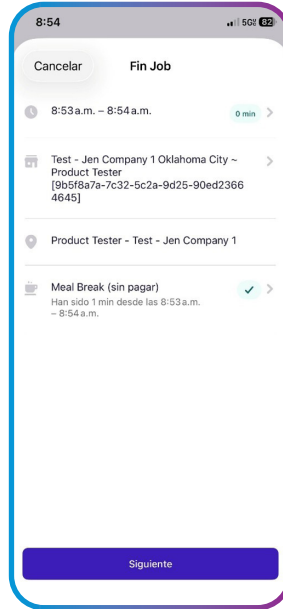 8:54
5G 82
Cancelar
Fin Job
8:53 a.m. – 8:54 a.m.
0 min
Test - Jen Company 1 Oklahoma City ~
Product Tester
[9b5f8a7a-7c32-5c2a-9d25-90ed2366
4645]
Product Tester - Test - Jen Company 1
Meal Break (sin pagar)
Han sido 1 min desde las 8:53 a.m.
– 8:54 a.m.
Siguiente